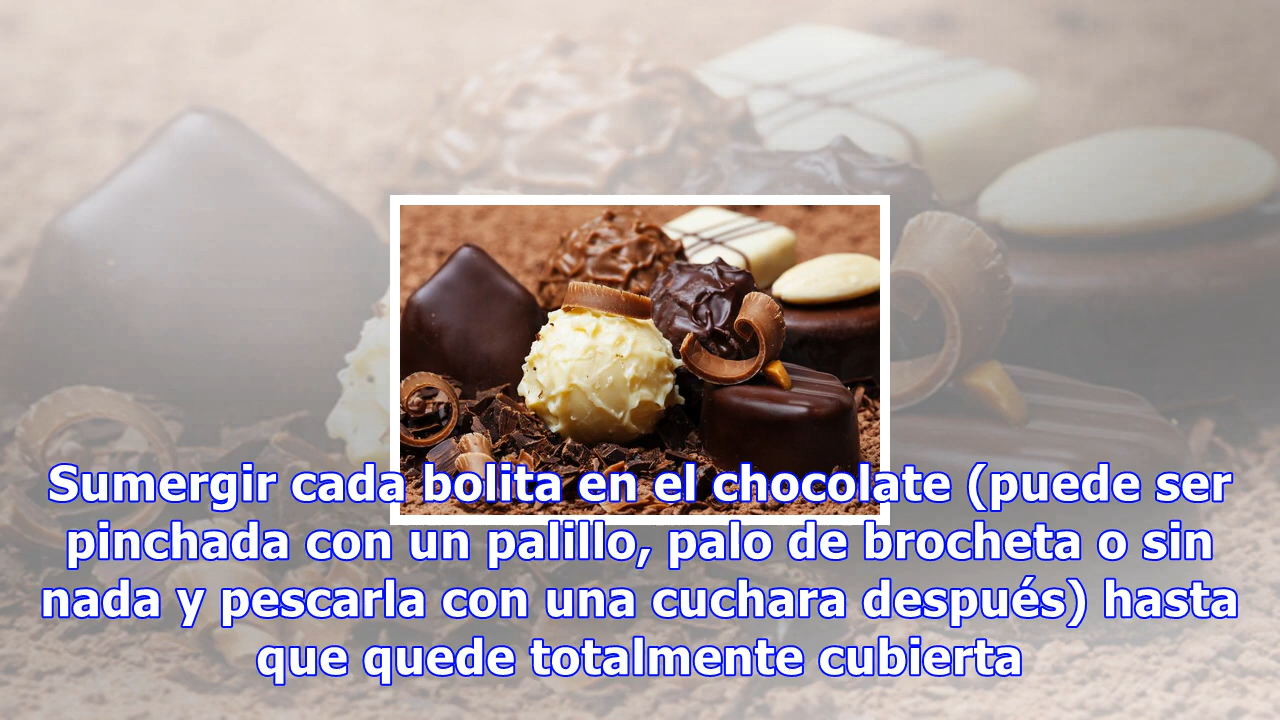 Sumergir cada bolita en el chocolate (puede ser
pinchada con un palillo, palo de brocheta o sin
nada y pescarla con una cuchara después) hasta
que quede totalmente cubierta